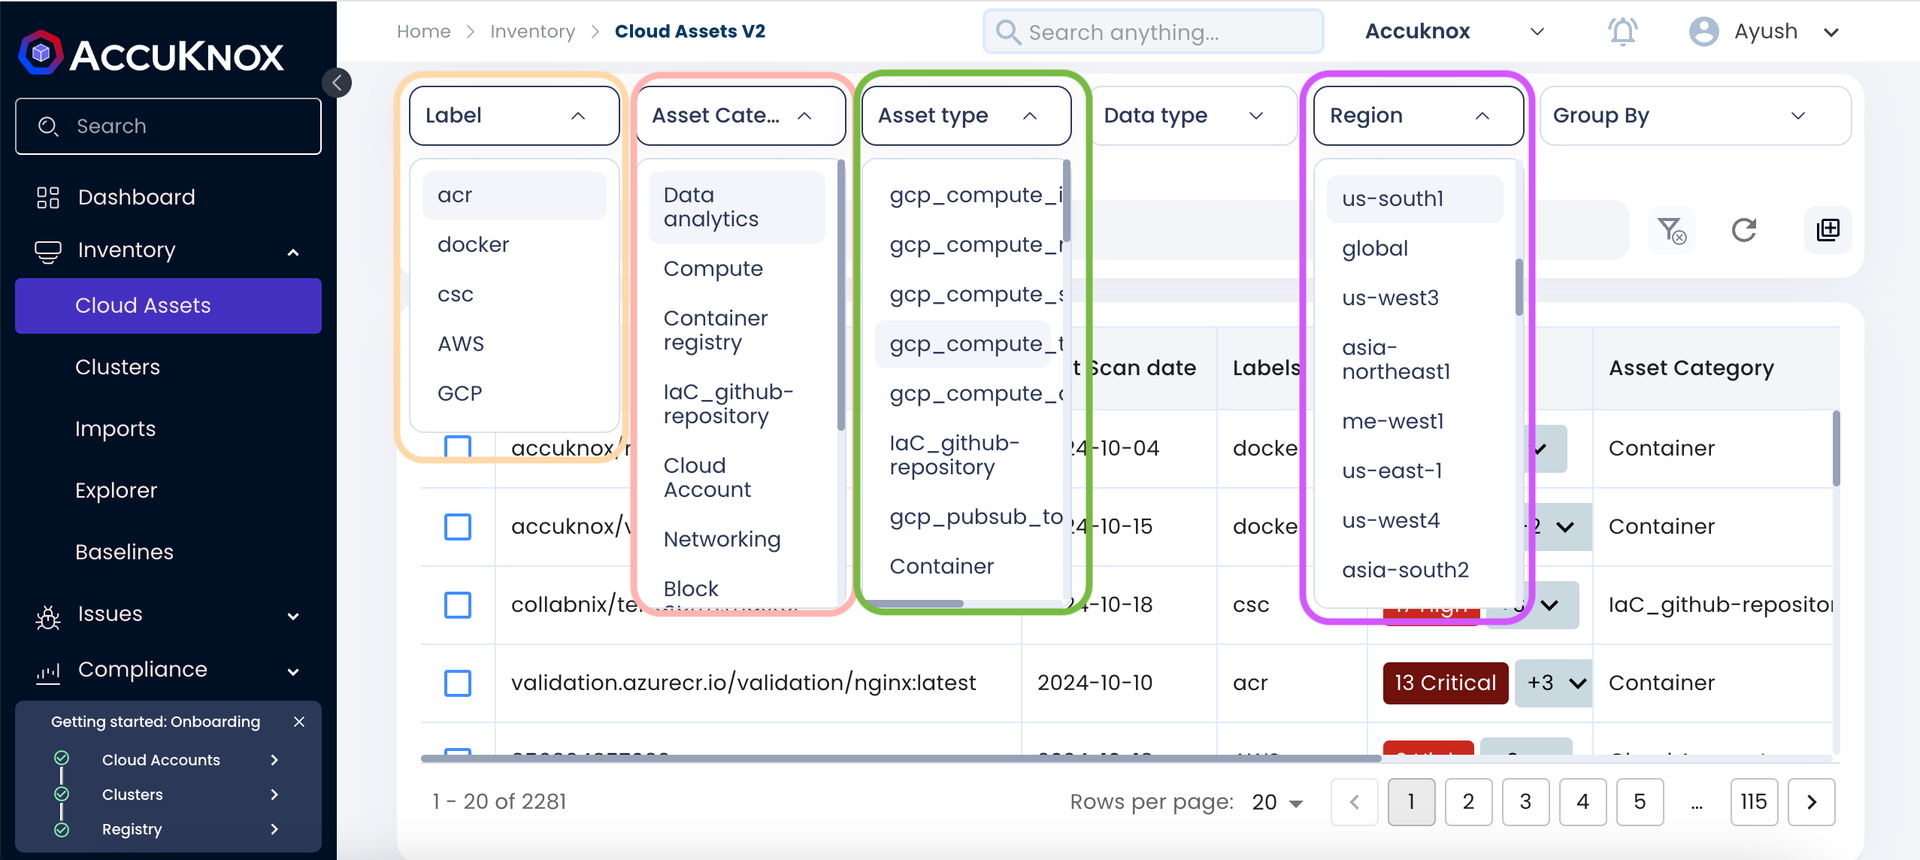 ACCUKNOX
Search
Dashboard
Inventory
Cloud Assets
Clusters
Imports
Explorer
Baselines
Issues
Compliance
Getting started: Onboarding
Cloud Accounts
Clusters
Registry
Home
Inventory
Cloud Assets V2
Search anything...
Accuknox
Ayush
Label
acr
docker
csc
AWS
GCP
Asset Cate...
Data
analytics
Compute
Container
registry
IaC_github-
repository
Cloud
Account
Networking
Block
Asset type
gcp_compute_i
gcp_compute_r
gcp_compute_s
gcp_compute_t
gcp_compute_
IaC_github-
repository
gcp_pubsub_to
Container
Data type
Region
us-south1
global
us-west3
asia-
northeast1
me-west1
us-east-1
us-west4
asia-south2
Group By
t Scan date Labels Asset Category
accuknox/ 24-10-04 docke Container
accuknox/v 24-10-15 docke 2 Container
collabnix/te 24-10-18 csc IaC_github-repositor
validation.azurecr.io/validation/nginx:latest 2024-10-10 acr 13 Critical +3 Container
1 - 20 of 2281
Rows per page: 20
1 2 3 4 5 ... 115